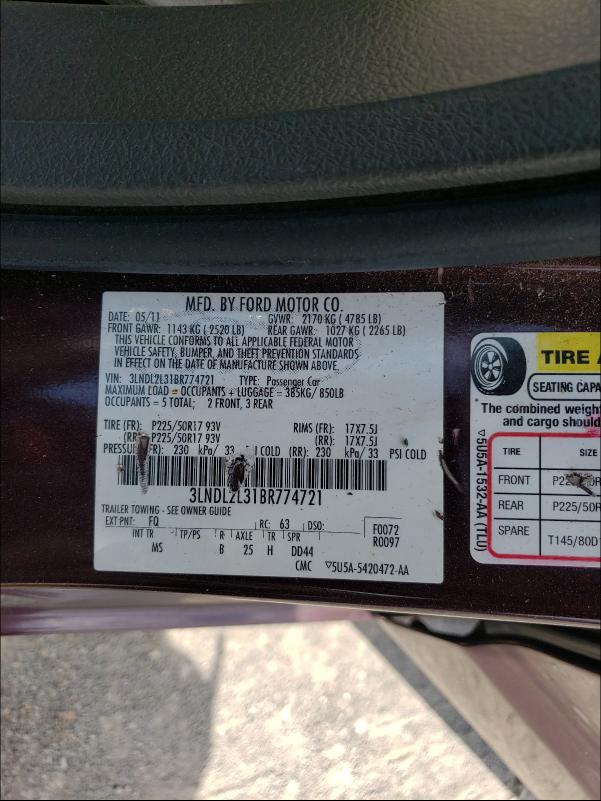 MFD. BY FORD MOTOR CO.
DATE: 05/11 GVWR: 2170 KG ( 4785 LB)
FRONT GAWR: 1143 KG ( 2520 LB) REAR GAWR: 1027 KG ( 2265 LB)
THIS VEHICLE CONFORMS TO ALL APPLICABLE FEDERAL MOTOR
VEHICLE SAFETY, BUMPER, AND THEFT PREVENTION STANDARDS
IN EFFECT ON THE DATE OF MANUFACTURE SHOWN ABOVE.
VIN: 3LNDL2L31BR774721 TYPE: Passenger Car
MAXIMUM LOAD = OCCUPANTS + LUGGAGE = 385KG/ 850LB
OCCUPANTS = 5 TOTAL; 2 FRONT, 3 REAR
TIRE (FR): P225/50R17 93V RIMS (FR): 17X7.5J
(RR): P225/50R17 93V (RR): 17X7.5J
(FR): 230 kPa/ 33 COLD (RR): 230 kPa/ 33 PSI COLD
3LNDL2L31BR774721
TRAILER TOWING - SEE OWNER GUIDE
EXT PNT: FQ RC: 63 DSO: F0072
INT TR TP/PS R AXLE TR SPR R0097
MS B 25 H DD44
CMC ▽5U5A-5420472-AA
TIRE
SEATING CAPA
The combined weigh
and cargo should
TIRE SIZE
FRONT
REAR P225/50R
SPARE T145/80D
▽5U5A-1532-AA (TLU)